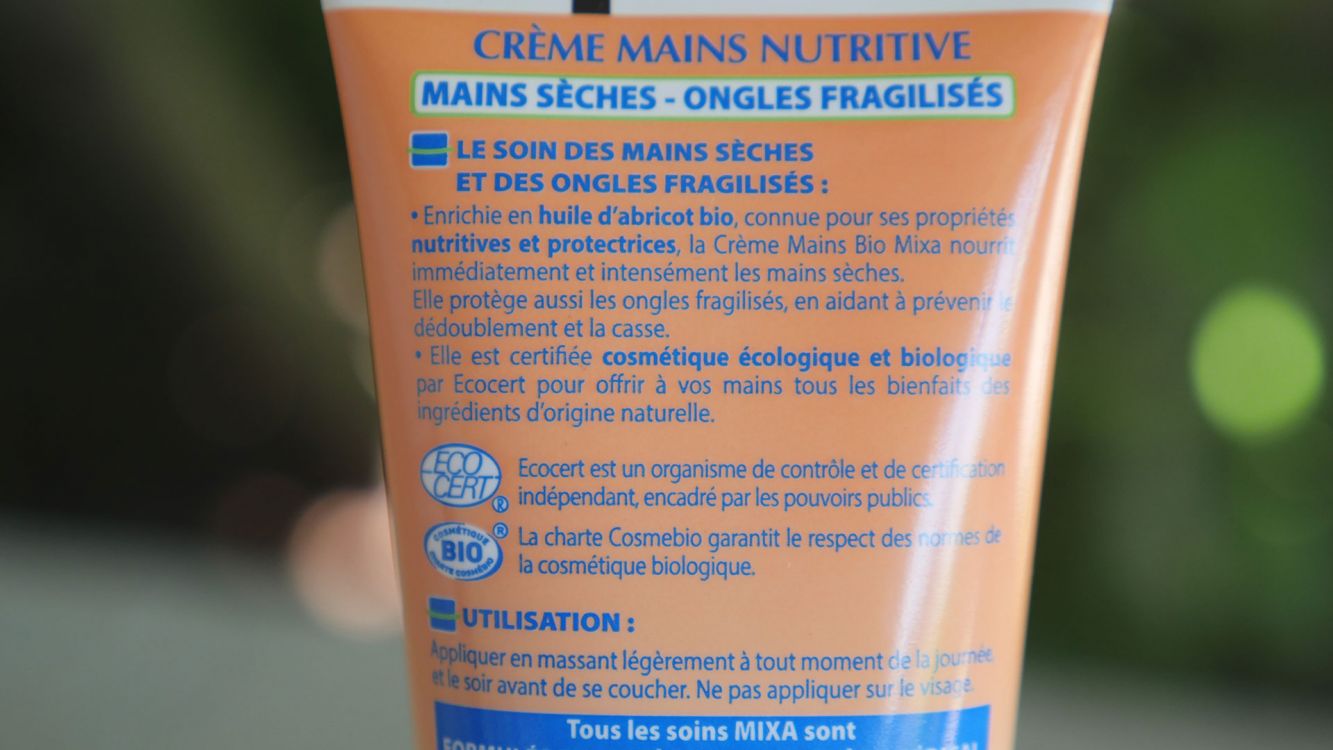 CRÈME MAINS NUTRITIVE
MAINS SÈCHES - ONGLES FRAGILISÉS
LE SOIN DES MAINS SÈCHES
ET DES ONGLES FRAGILISÉS :
• Enrichie en huile d'abricot bio, connue pour ses propriétés
nutritives et protectrices, la Crème Mains Bio Mixa nourrit
immédiatement et intensément les mains sèches.
Elle protège aussi les ongles fragilisés, en aidant à prévenir le
dédoublement et la casse.
• Elle est certifiée cosmétique écologique et biologique
par Ecocert pour offrir à vos mains tous les bienfaits des
ingrédients d'origine naturelle.
ECO
CERT
®
Ecocert est un organisme de contrôle et de certification
indépendant, encadré par les pouvoirs publics.
COSMÉTIQUE
BIO
CHARTE COSMÉBIO
®
La charte Cosmebio garantit le respect des normes de
la cosmétique biologique.
UTILISATION :
Appliquer en massant légèrement à tout moment de la journée
et le soir avant de se coucher. Ne pas appliquer sur le visage.
Tous les soins MIXA sont